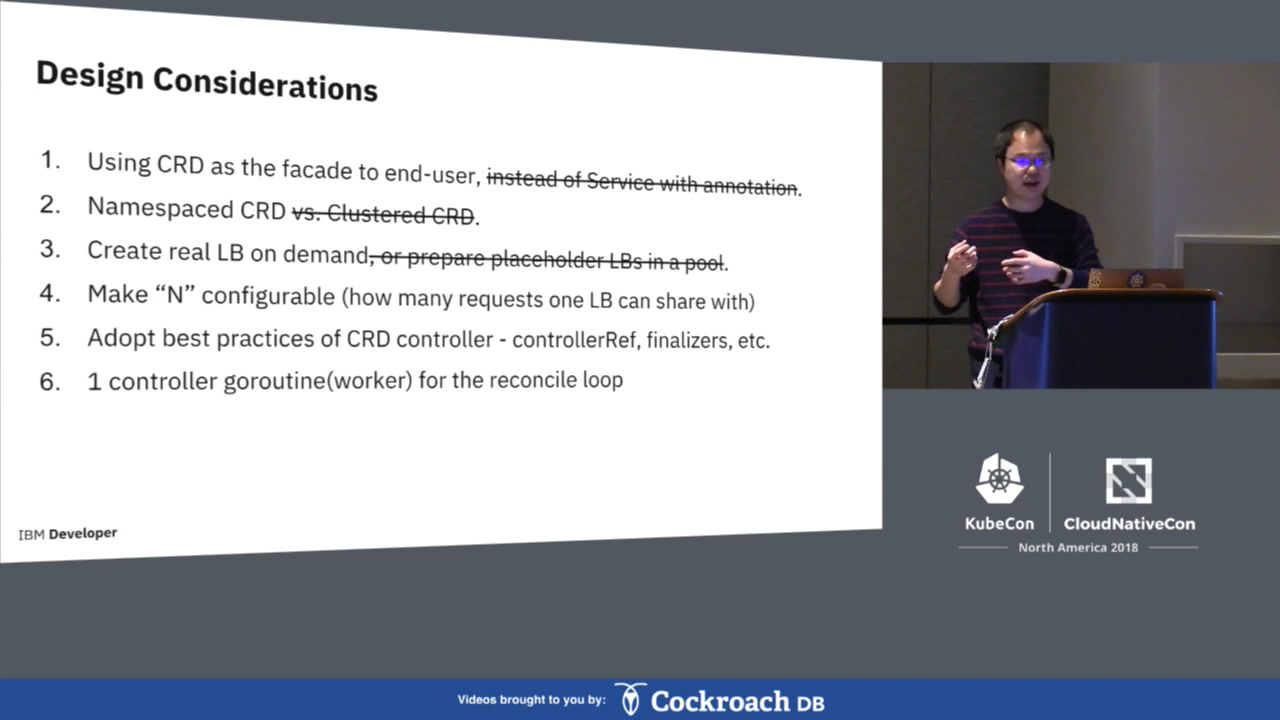 Design Considerations
1. Using CRD as the facade to end-user, instead of Service with annotation.
2. Namespaced CRD vs. Clustered CRD.
3. Create real LB on demand, or prepare placeholder LBs in a pool.
4. Make “N” configurable (how many requests one LB can share with)
5. Adopt best practices of CRD controller - controllerRef, finalizers, etc.
6. 1 controller goroutine(worker) for the reconcile loop
IBM Developer
KubeCon
CloudNativeCon
North America 2018
Videos brought to you by:
Cockroach DB